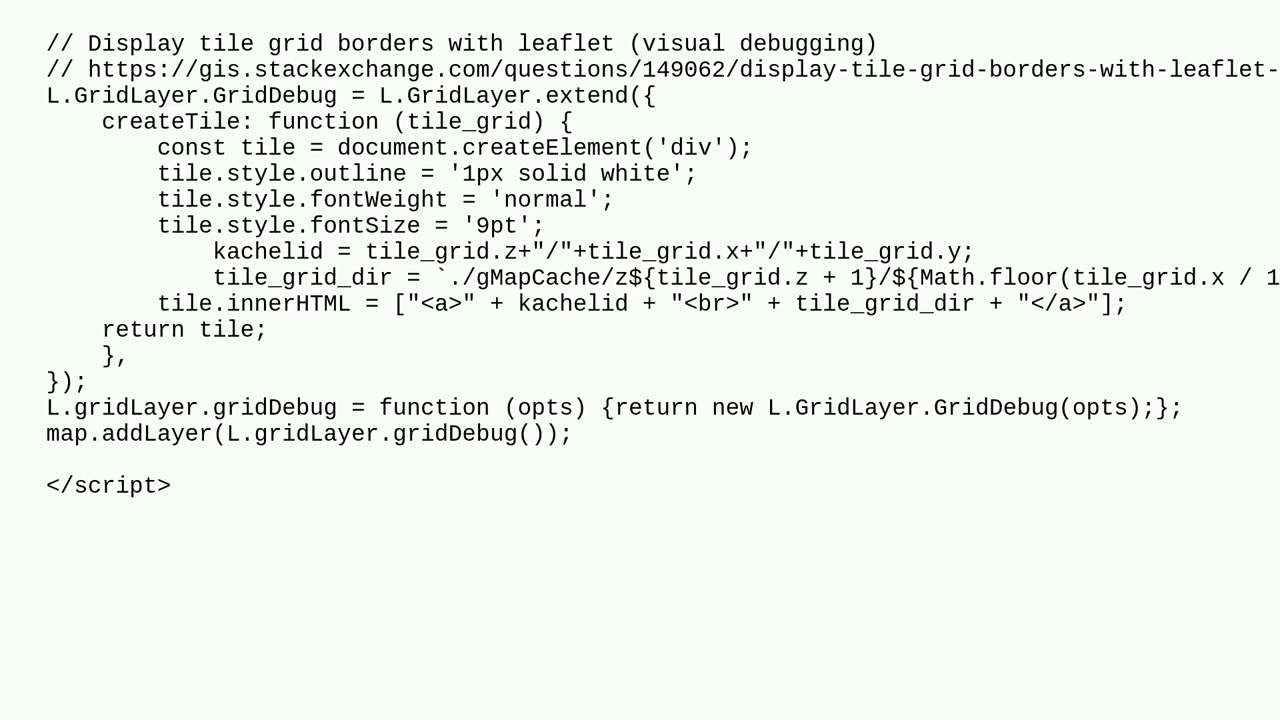 // Display tile grid borders with leaflet (visual debugging)
// https://gis.stackexchange.com/questions/149062/display-tile-grid-borders-with-leaflet-
L.GridLayer.GridDebug = L.GridLayer.extend({
    createTile: function (tile_grid) {
        const tile = document.createElement('div');
        tile.style.outline = '1px solid white';
        tile.style.fontWeight = 'normal';
        tile.style.fontSize = '9pt';
            kachelid = tile_grid.z+"/"+tile_grid.x+"/"+tile_grid.y;
            tile_grid_dir = `./gMapCache/z${tile_grid.z + 1}/${Math.floor(tile_grid.x / 1
        tile.innerHTML = ["<a>" + kachelid + "<br>" + tile_grid_dir + "</a>"];
    return tile;
    },
});
L.gridLayer.gridDebug = function (opts) {return new L.GridLayer.GridDebug(opts);};
map.addLayer(L.gridLayer.gridDebug());

</script>